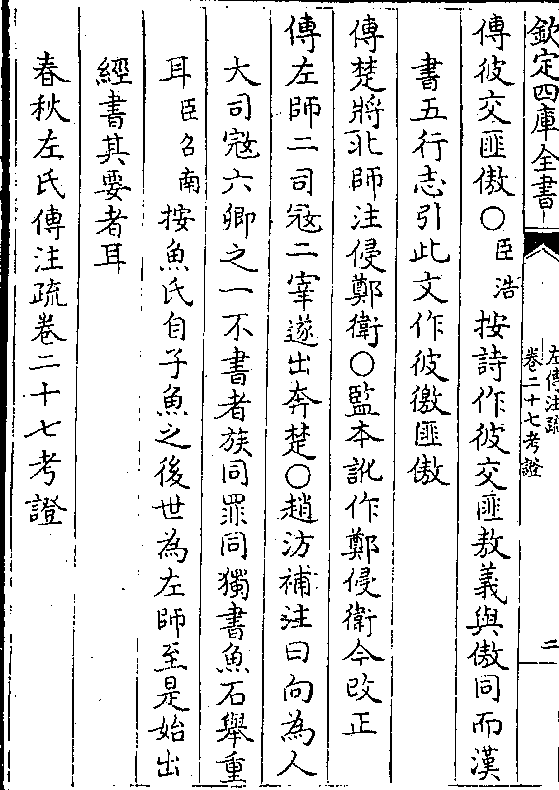 欽定四庫全書
左傳注疏
卷二十七考證
二
傳彼交匪傲○臣浩按詩作彼交匪敖義與傲同而漢
書五行志引此文作彼徼匪傲
傳楚將北師注侵鄭衛○監本訛作鄭侵衛今改正
傳左師二司寇二宰遂出奔楚○趙汸補注曰向為人
大司寇六卿之一不書者族同罪同獨書魚石舉重
耳臣召南按魚氏自子魚之後世為左師至是始出
經書其要者耳
春秋左氏傳注疏卷二十七考證